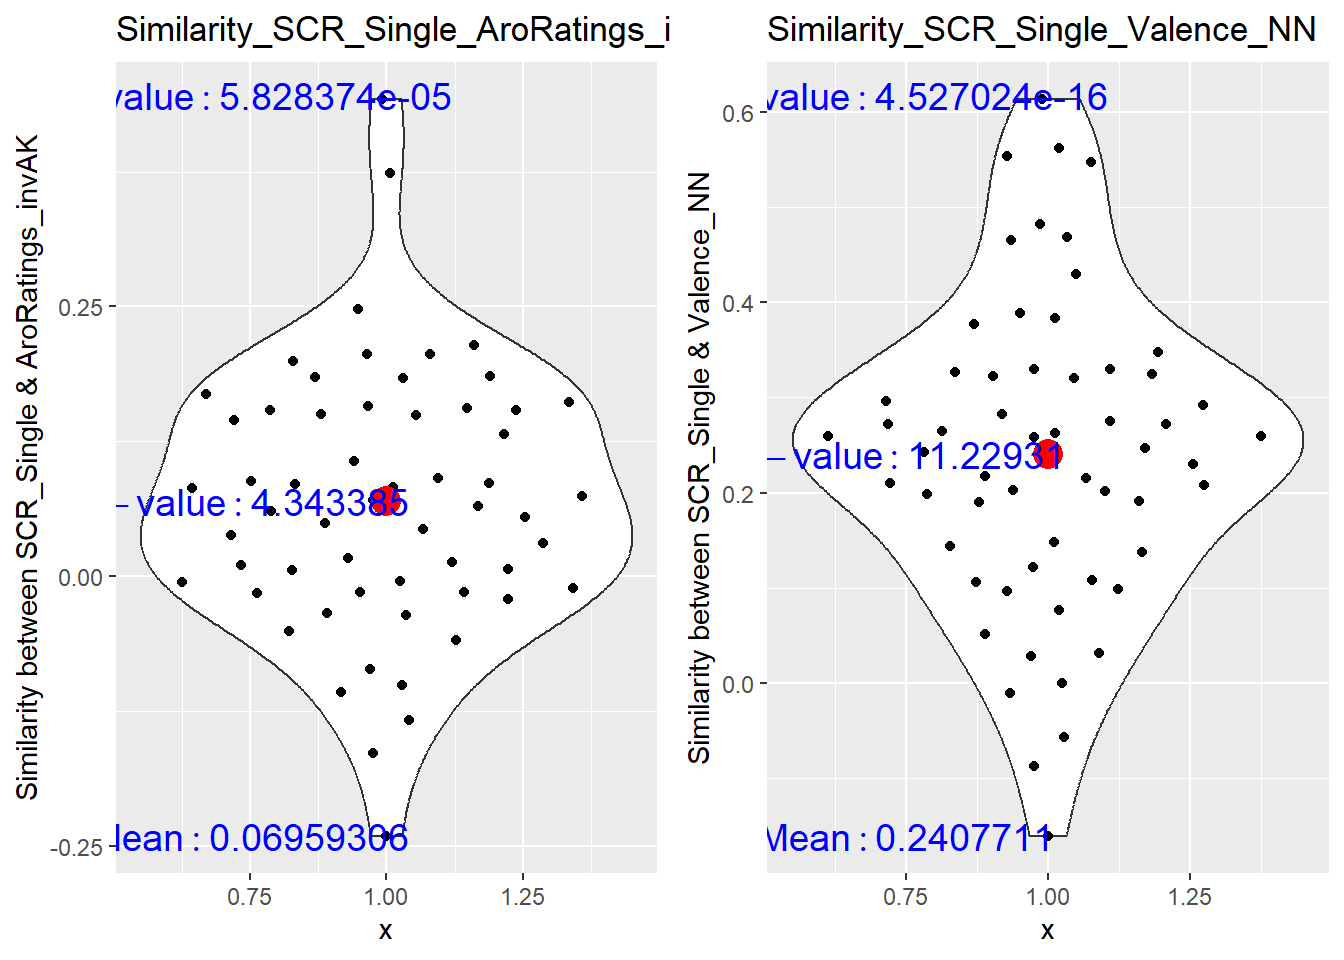 Similarity_SCR_Single_AroRatings_i
Similarity between SCR_Single & AroRatings_invAK
value : 5.828374e-05
– value : 4.343385
Mean : 0.06959306
0.25
0.00
-0.25
0.75
1.00
1.25
x
Similarity_SCR_Single_Valence_NN
Similarity between SCR_Single & Valence_NN
value : 4.527024e-16
– value : 11.22931
Mean : 0.2407711
0.6
0.4
0.2
0.0
0.75
1.00
1.25
x